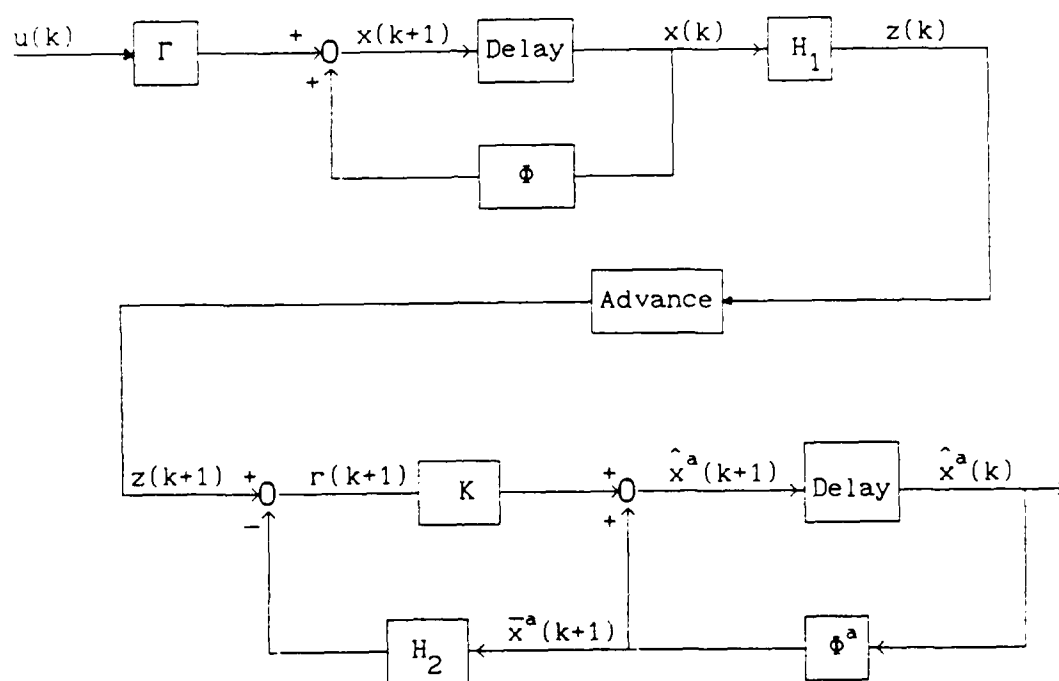 u(k) Γ + x(k+1) Delay x(k) H₁ z(k)
+
Φ
Advance
z(k+1) + r(k+1) K + x̂ᵃ(k+1) Delay x̂ᵃ(k)
− +
H₂ x̄ᵃ(k+1) Φᵃ